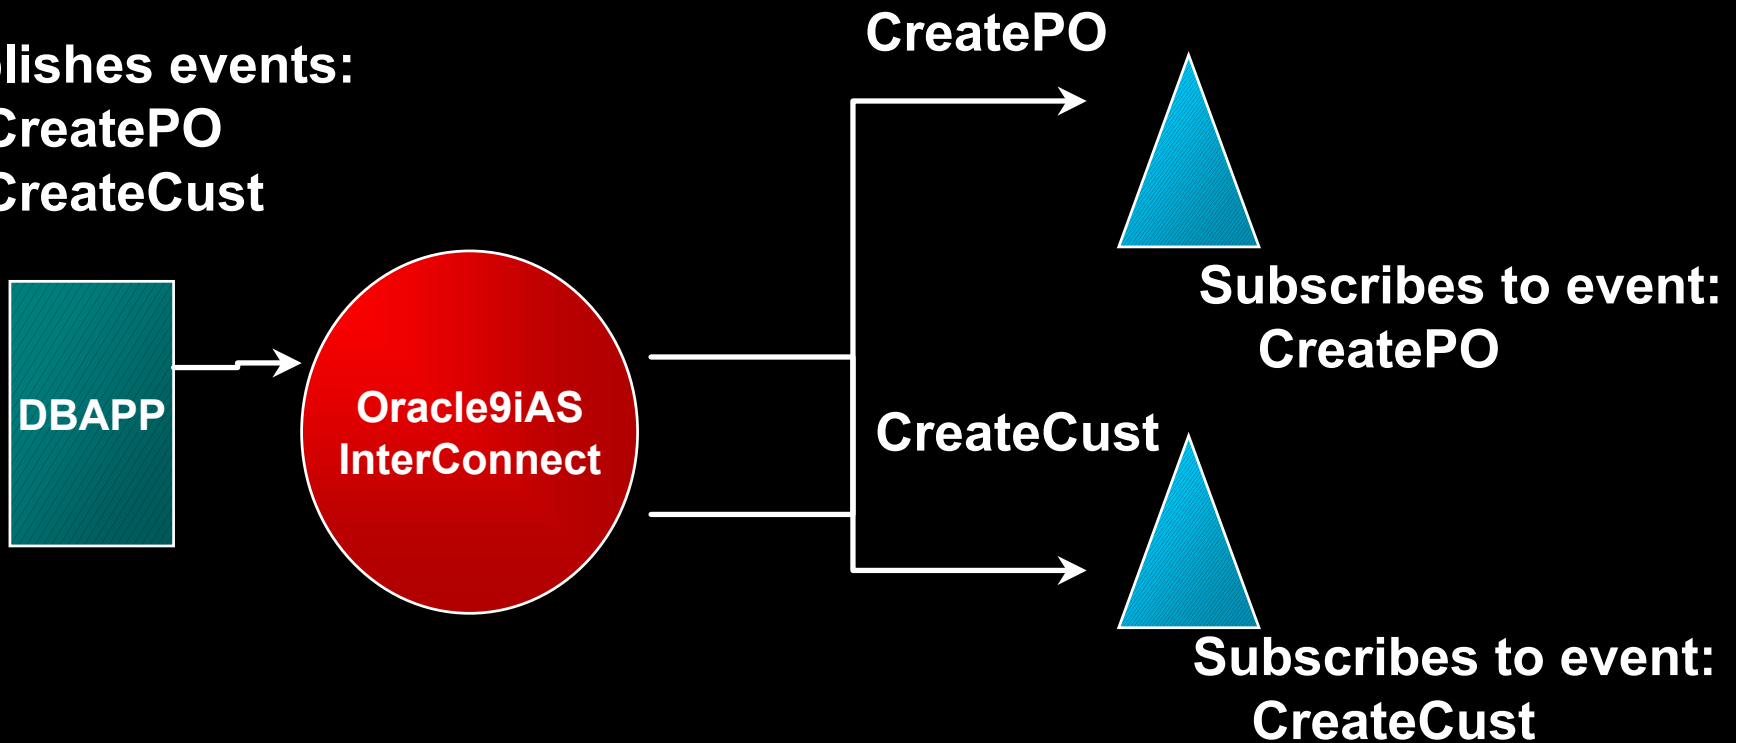 CreatePO
lishes events:
CreatePO
CreateCust
DBAPP
Oracle9iAS
InterConnect
Subscribes to event:
CreatePO
CreateCust
Subscribes to event:
CreateCust